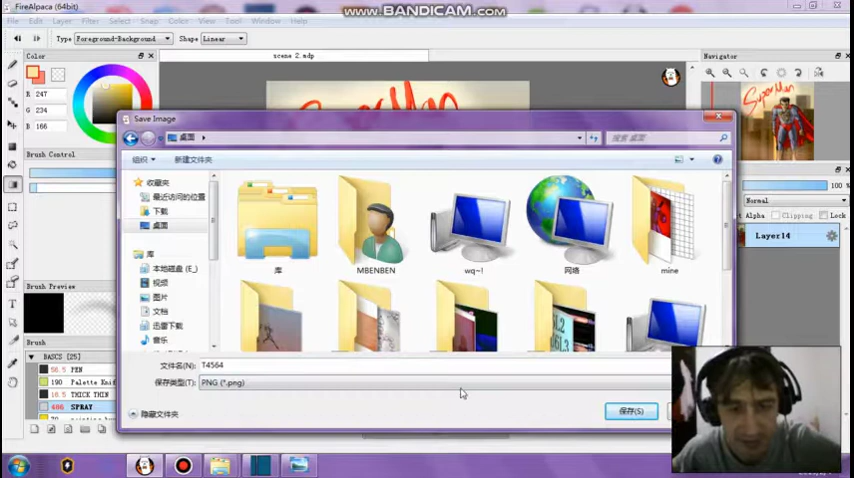 FireAlpaca (64bit)
WWW.BANDICAM.COM
File Edit Layer Filter Select Snap Color View Tool Window Help
Type Foreground-Background Shape Linear
Color
scene 2.mdp
Navigator
R 247
G 234
B 166
SuperMan
SuperMan
Brush Control
Save Image
桌面
搜索 桌面
组织
新建文件夹
收藏夹
最近访问的位置
下载
桌面
库
本地磁盘 (E_)
视频
图片
文档
迅雷下载
音乐
库
MBENBEN
wq~!
网络
mine
文件名(N): T4564
保存类型(T): PNG (*.png)
隐藏文件夹
保存(S)
100 %
Normal
Alpha Clipping Lock
Layer14
Brush Preview
Brush
BASICS [25]
PEN
190 Palette Knif
THICK THIN
406 SPRAY